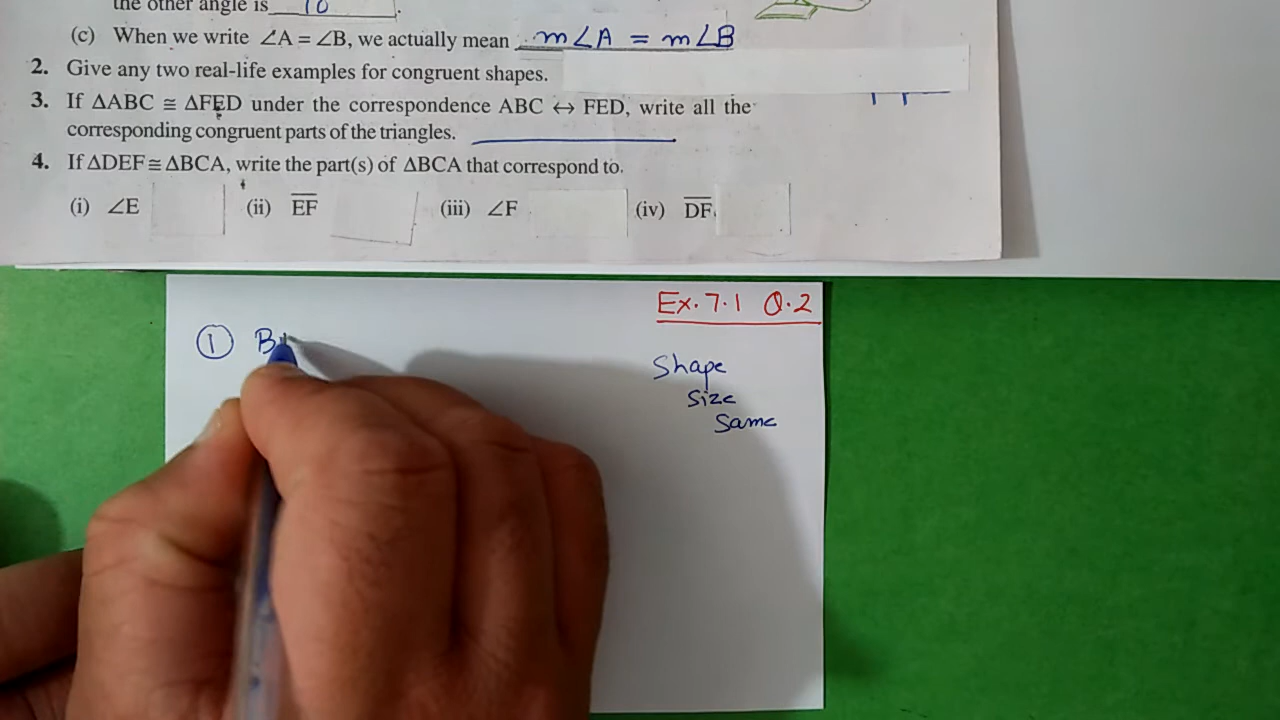 the other angle is 70.
(c) When we write ∠A = ∠B, we actually mean m∠A = m∠B
2. Give any two real-life examples for congruent shapes.
3. If ΔABC ≅ ΔFED under the correspondence ABC ↔ FED, write all the
corresponding congruent parts of the triangles.
4. If ΔDEF ≅ ΔBCA, write the part(s) of ΔBCA that correspond to.
(i) ∠E (ii) E̅F̅ (iii) ∠F (iv) D̅F̅
Ex. 7.1 Q.2
① B
Shape
Size
Same